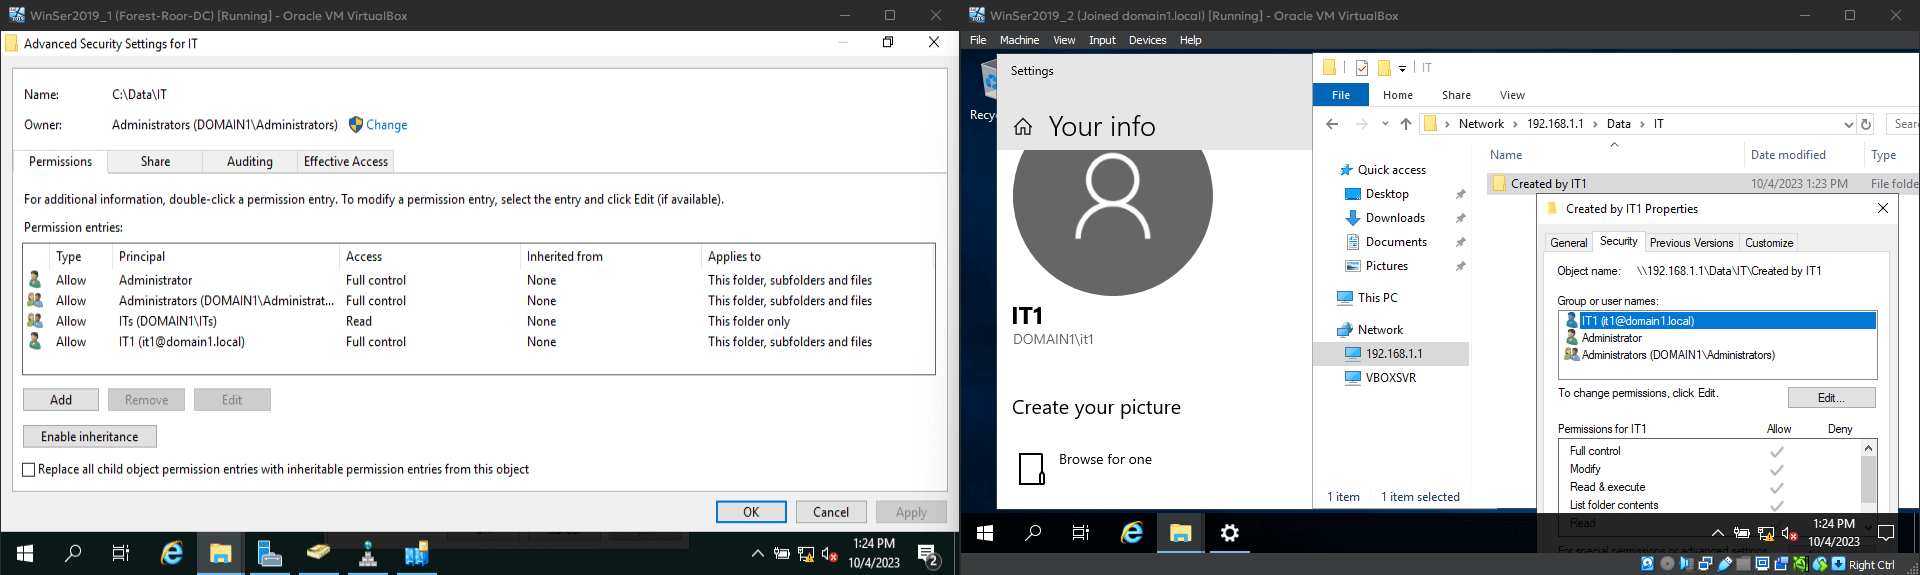 WinSer2019_1 (Forest-Roor-DC) [Running] - Oracle VM VirtualBox
Advanced Security Settings for IT
Name: C:\Data\IT
Owner: Administrators (DOMAIN1\Administrators) Change
Permissions Share Auditing Effective Access
For additional information, double-click a permission entry. To modify a permission entry, select the entry and click Edit (if available).
Permission entries:
Type Principal Access Inherited from Applies to
Allow Administrator Full control None This folder, subfolders and files
Allow Administrators (DOMAIN1\Administrat... Full control None This folder, subfolders and files
Allow ITs (DOMAIN1\ITs) Read None This folder only
Allow IT1 (it1@domain1.local) Full control None This folder, subfolders and files
Add Remove Edit
Enable inheritance
Replace all child object permission entries with inheritable permission entries from this object
OK Cancel Apply
1:24 PM
10/4/2023
2
WinSer2019_2 (Joined domain1.local) [Running] - Oracle VM VirtualBox
File Machine View Input Devices Help
Recyc
Settings
Your info
IT1
DOMAIN1\it1
Create your picture
Browse for one
IT
File Home Share View
Network > 192.168.1.1 > Data > IT
Sear
Quick access
Desktop
Downloads
Documents
Pictures
This PC
Network
192.168.1.1
VBOXSVR
1 item 1 item selected
Name Date modified Type
Created by IT1 10/4/2023 1:23 PM File folde
Created by IT1 Properties
General Security Previous Versions Customize
Object name: \\192.168.1.1\Data\IT\Created by IT1
Group or user names:
IT1 (it1@domain1.local)
Administrator
Administrators (DOMAIN1\Administrators)
To change permissions, click Edit.
Edit...
Permissions for IT1 Allow Deny
Full control
Modify
Read & execute
List folder contents
Read
For special permissions or advanced settings
1:24 PM
10/4/2023
Right Ctrl